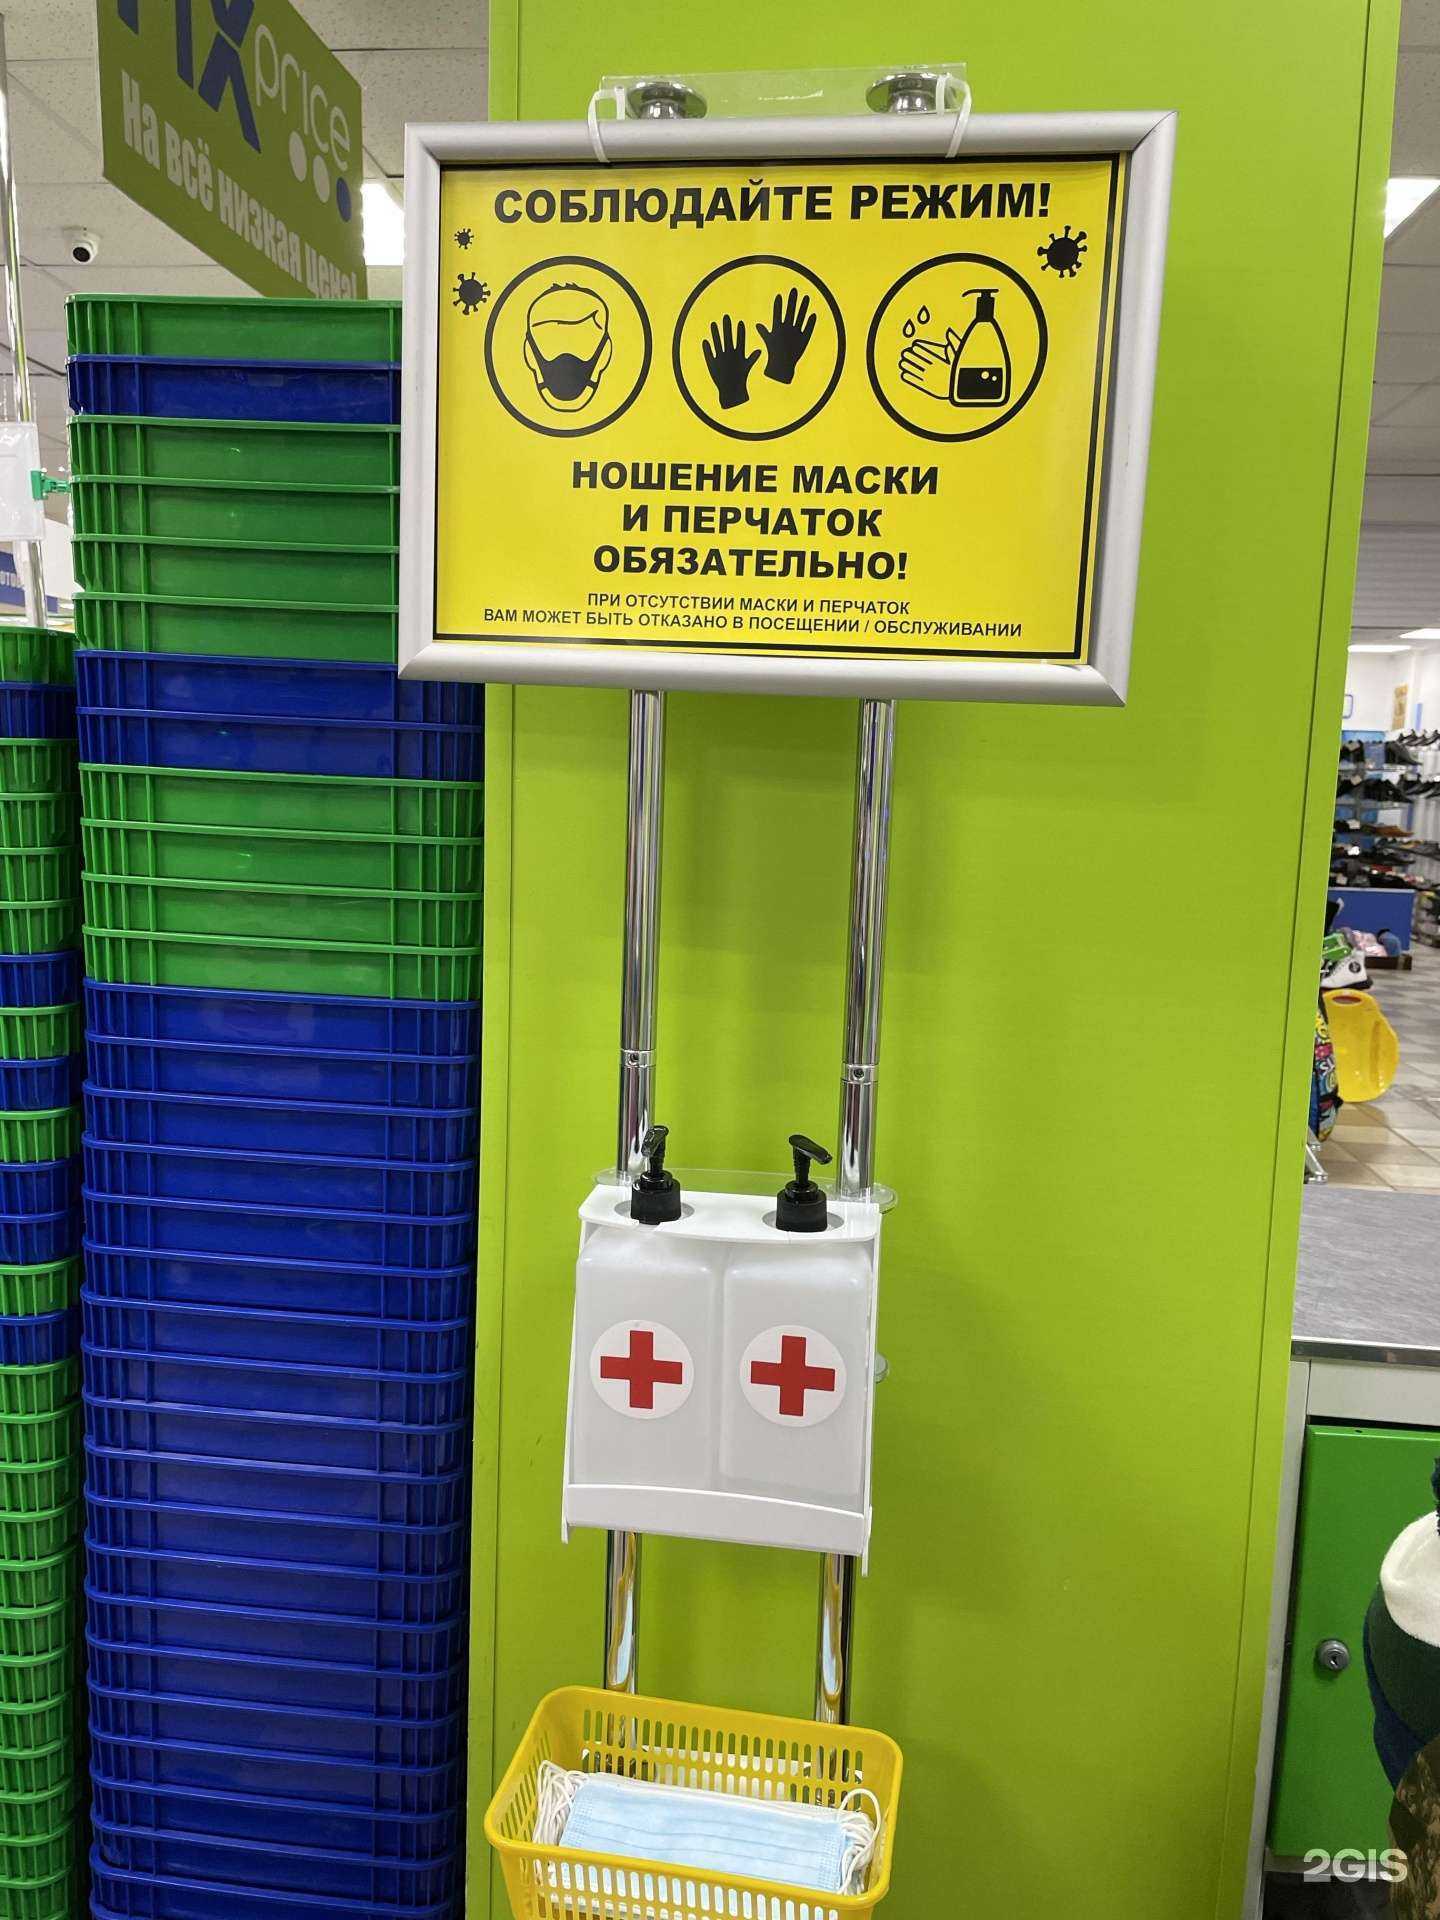 price
На всё низкая цена!
СОБЛЮДАЙТЕ РЕЖИМ!
НОШЕНИЕ МАСКИ
И ПЕРЧАТОК
ОБЯЗАТЕЛЬНО!
ПРИ ОТСУТСТВИИ МАСКИ И ПЕРЧАТОК
ВАМ МОЖЕТ БЫТЬ ОТКАЗАНО В ПОСЕЩЕНИИ / ОБСЛУЖИВАНИИ
2GIS